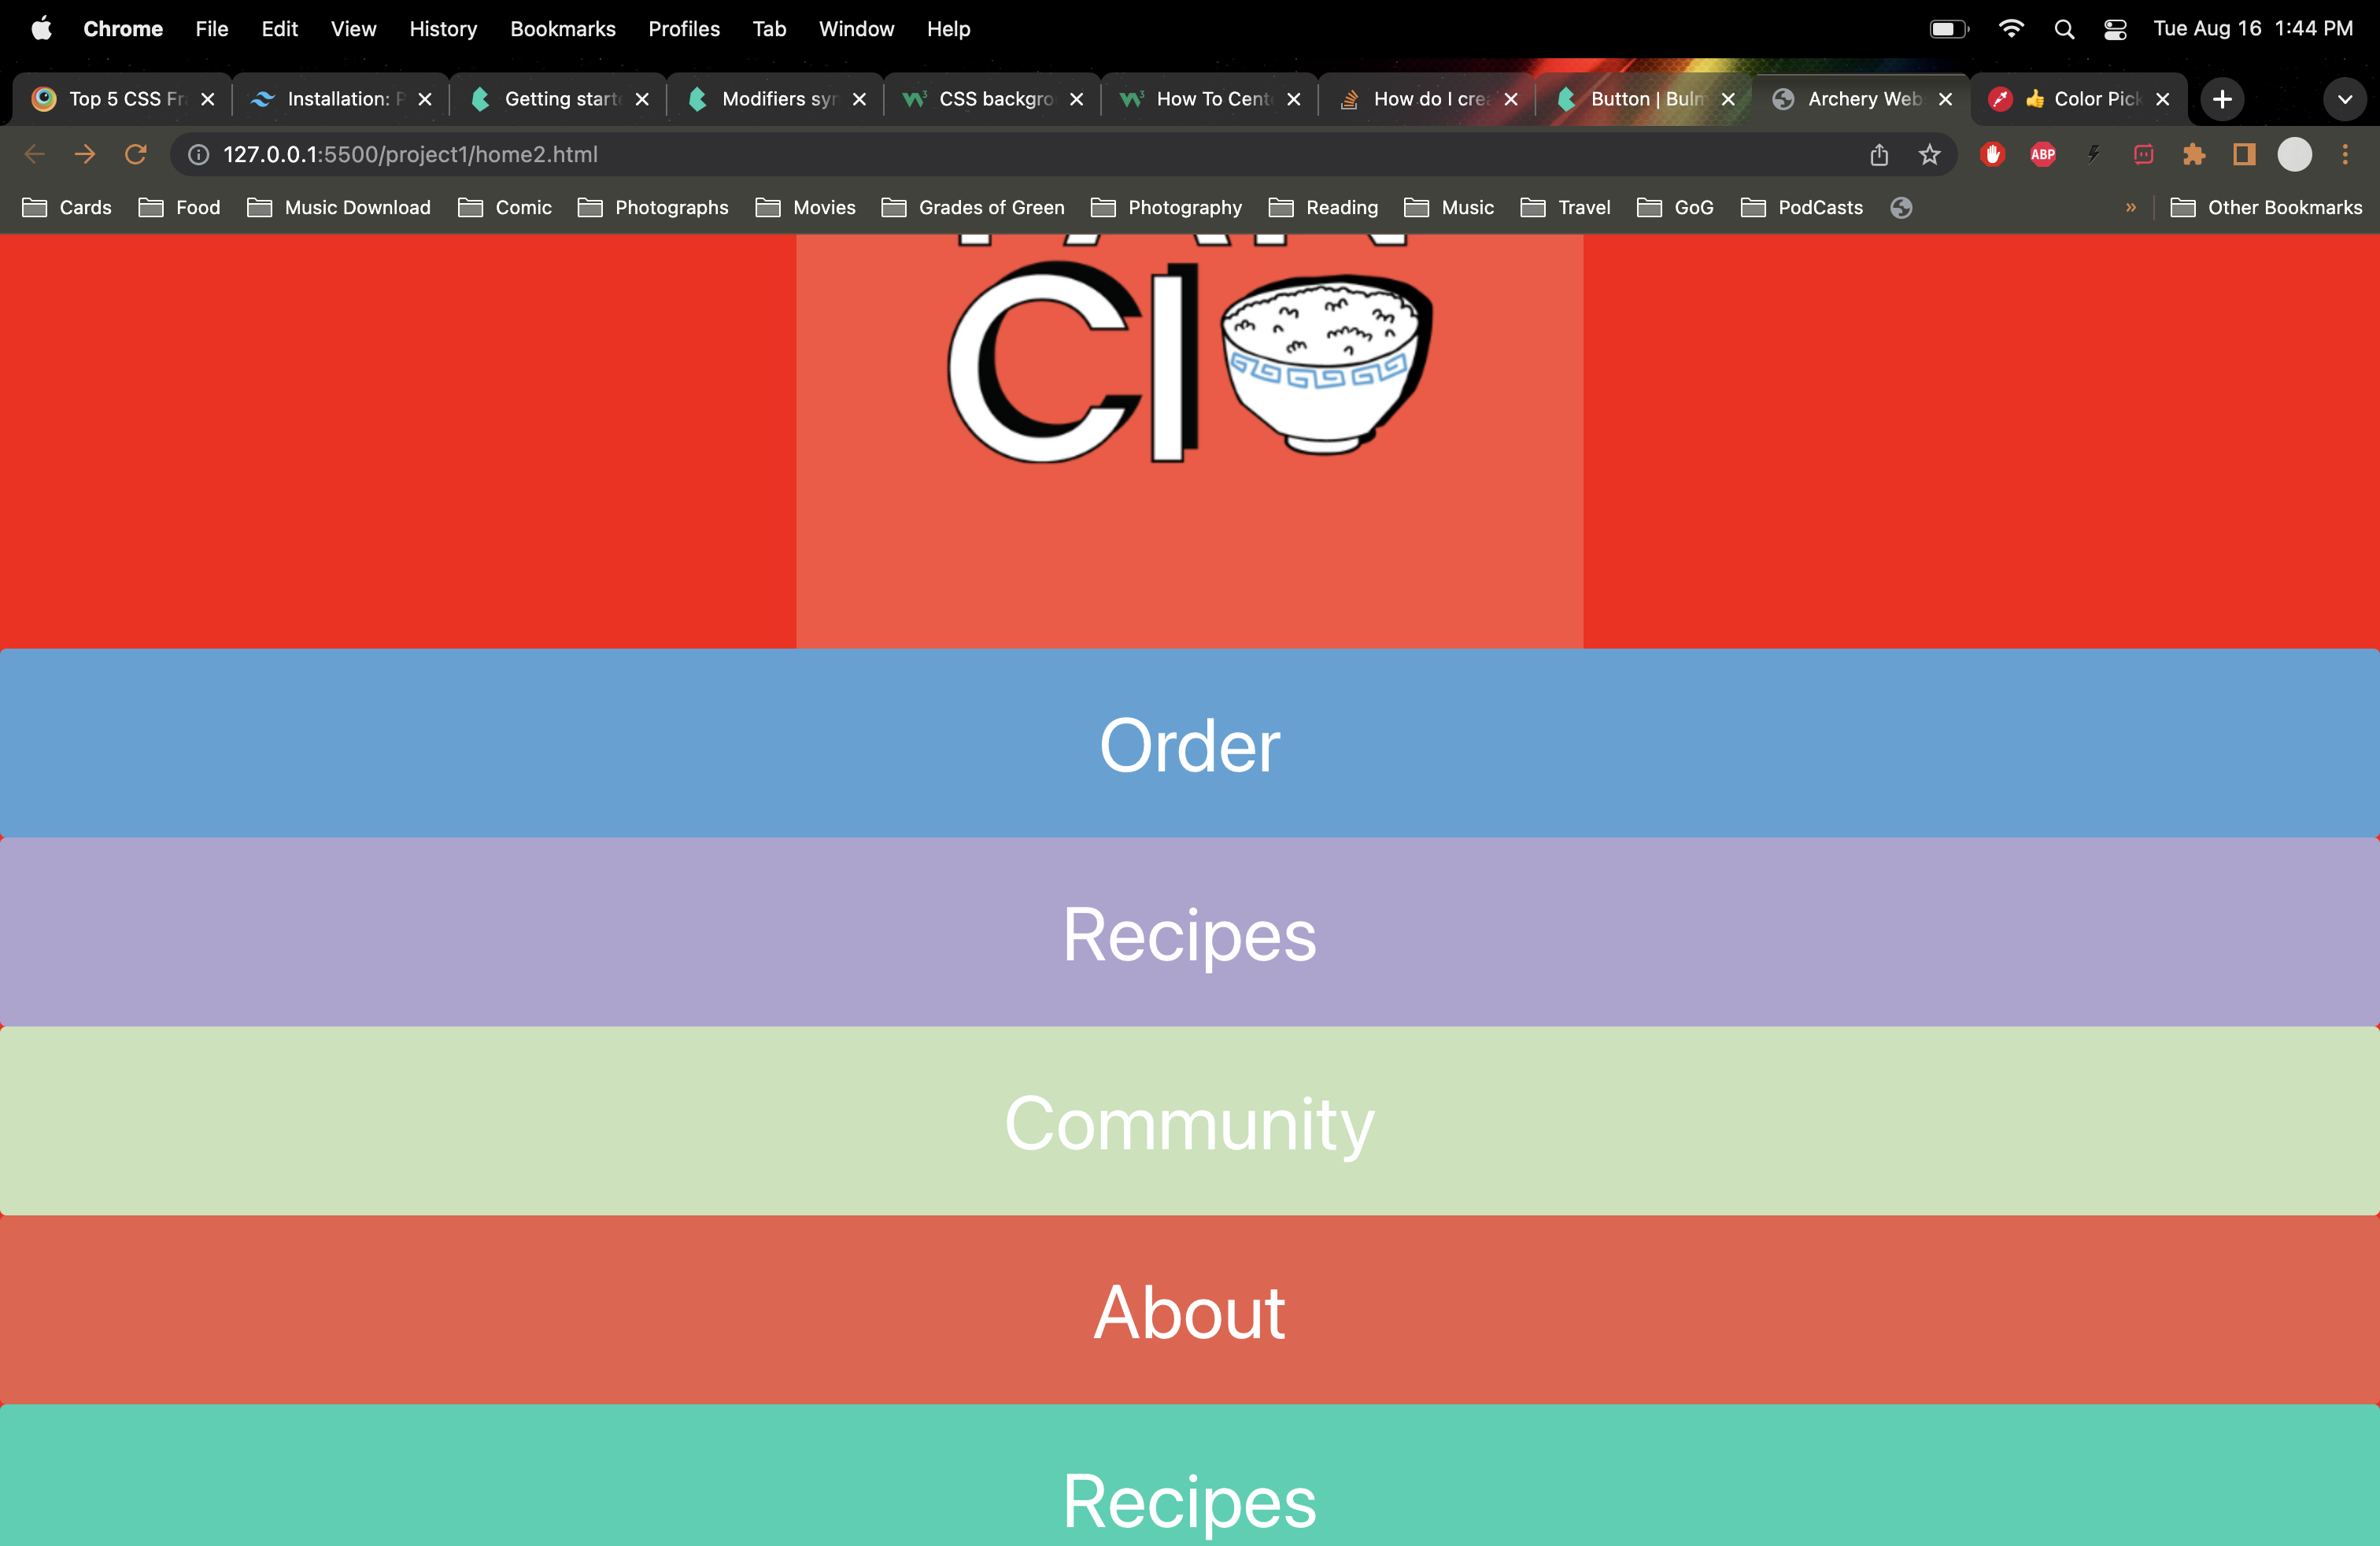 Chrome File Edit View History Bookmarks Profiles Tab Window Help Tue Aug 16 1:44 PM
Top 5 CSS Fr Installation: P Getting start Modifiers syn CSS backgro How To Cent How do I crea Button | Bulm Archery Web 👍 Color Pick
127.0.0.1:5500/project1/home2.html ABP
Cards Food Music Download Comic Photographs Movies Grades of Green Photography Reading Music Travel GoG PodCasts » Other Bookmarks
CI
Order
Recipes
Community
About
Recipes